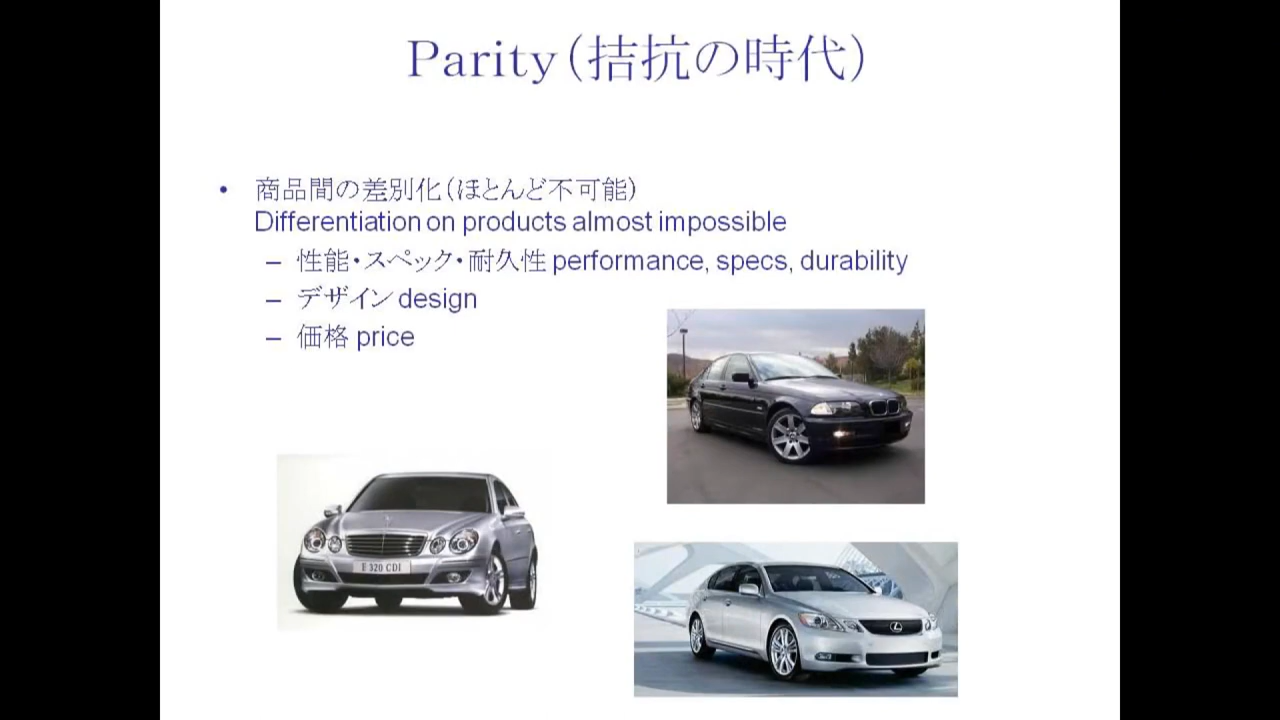 Parity（拮抗の時代）
• 商品間の差別化（ほとんど不可能）
Differentiation on products almost impossible
– 性能・スペック・耐久性 performance, specs, durability
– デザイン design
– 価格 price
E 320 CDI